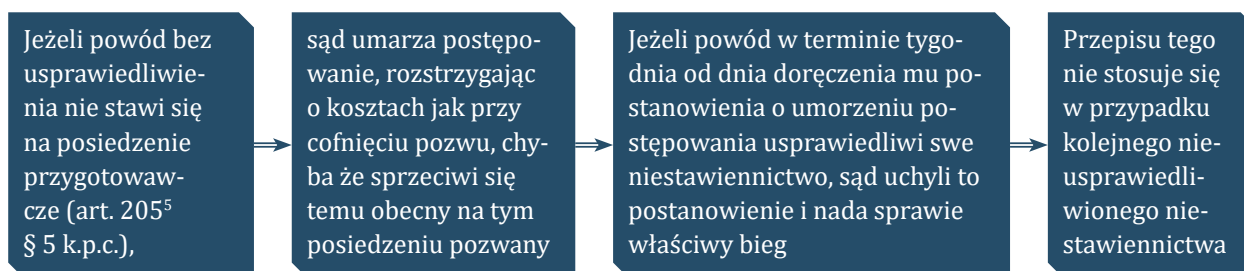 Jeżeli powód bez
usprawiedliwie-
nia nie stawi się
na posiedzenie
przygotowaw-
cze (art. 205⁵
§ 5 k.p.c.),
sąd umarza postępo-
wanie, rozstrzygając
o kosztach jak przy
cofnięciu pozwu, chy-
ba że sprzeciwi się
temu obecny na tym
posiedzeniu pozwany
Jeżeli powód w terminie tygo-
dnia od dnia doręczenia mu po-
stanowienia o umorzeniu po-
stępowania usprawiedliwi swe
niestawiennictwo, sąd uchyli to
postanowienie i nada sprawie
właściwy bieg
Przepisu tego
nie stosuje się
w przypadku
kolejnego nie-
usprawiedli-
wionego nie-
stawiennictwa